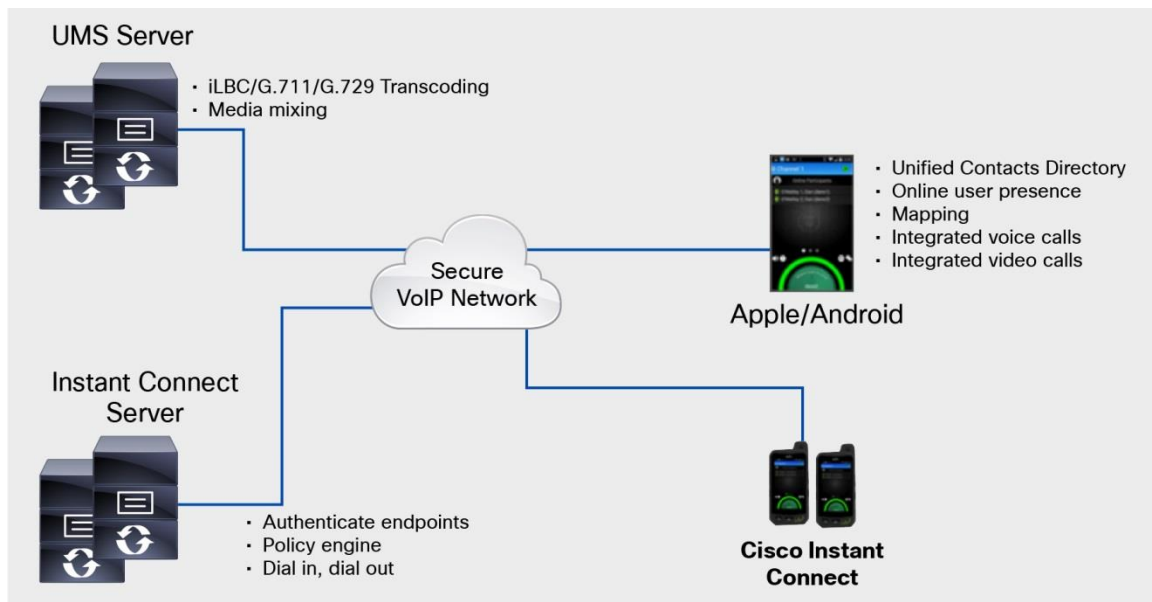 UMS Server
· iLBC/G.711/G.729 Transcoding
· Media mixing
· Unified Contacts Directory
· Online user presence
· Mapping
· Integrated voice calls
· Integrated video calls
Apple/Android
Secure
VoIP Network
Instant Connect
Server
· Authenticate endpoints
· Policy engine
· Dial in, dial out
Cisco Instant
Connect